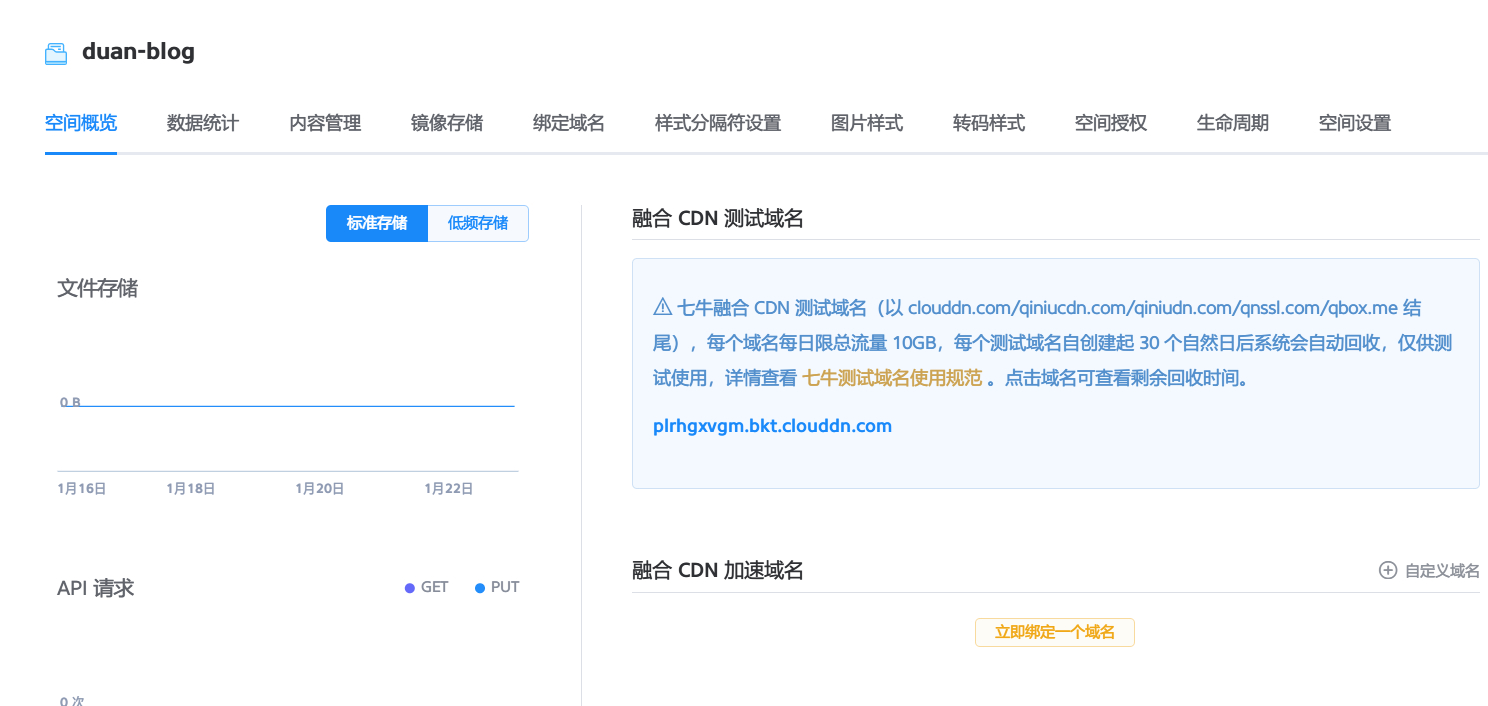 duan-blog
空间概览 数据统计 内容管理 镜像存储 绑定域名 样式分隔符设置 图片样式 转码样式 空间授权 生命周期 空间设置
标准存储 低频存储
文件存储
0 B
1月16日 1月18日 1月20日 1月22日
API 请求 GET PUT
0 次
融合 CDN 测试域名
七牛融合 CDN 测试域名（以 clouddn.com/qiniucdn.com/qiniudn.com/qnssl.com/qbox.me 结
尾），每个域名每日限总流量 10GB，每个测试域名自创建起 30 个自然日后系统会自动回收，仅供测
试使用，详情查看 七牛测试域名使用规范 。点击域名可查看剩余回收时间。
plrhgxvgm.bkt.clouddn.com
融合 CDN 加速域名 自定义域名
立即绑定一个域名